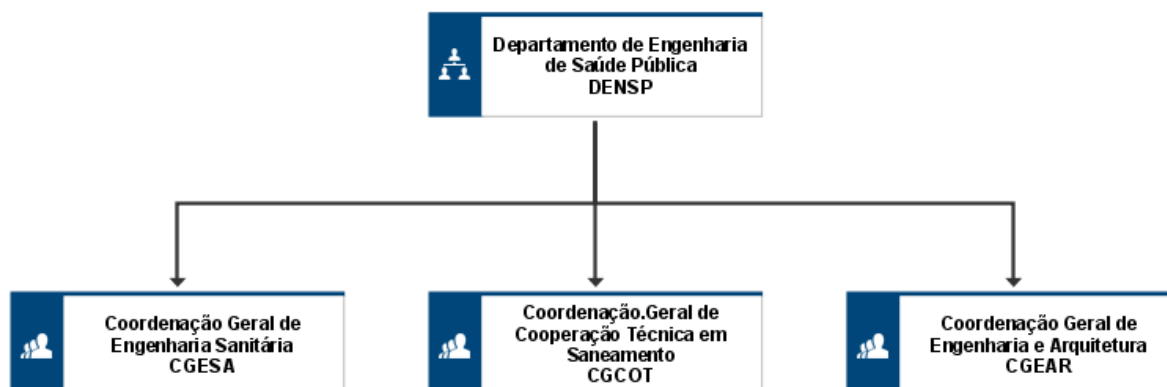 Departamento de Engenharia
de Saúde Pública
DENSP
Coordenação Geral de
Engenharia Sanitária
CGESA
Coordenação.Geral de
Cooperação Técnica em
Saneamento
CGCOT
Coordenação Geral de
Engenharia e Arquitetura
CGEAR